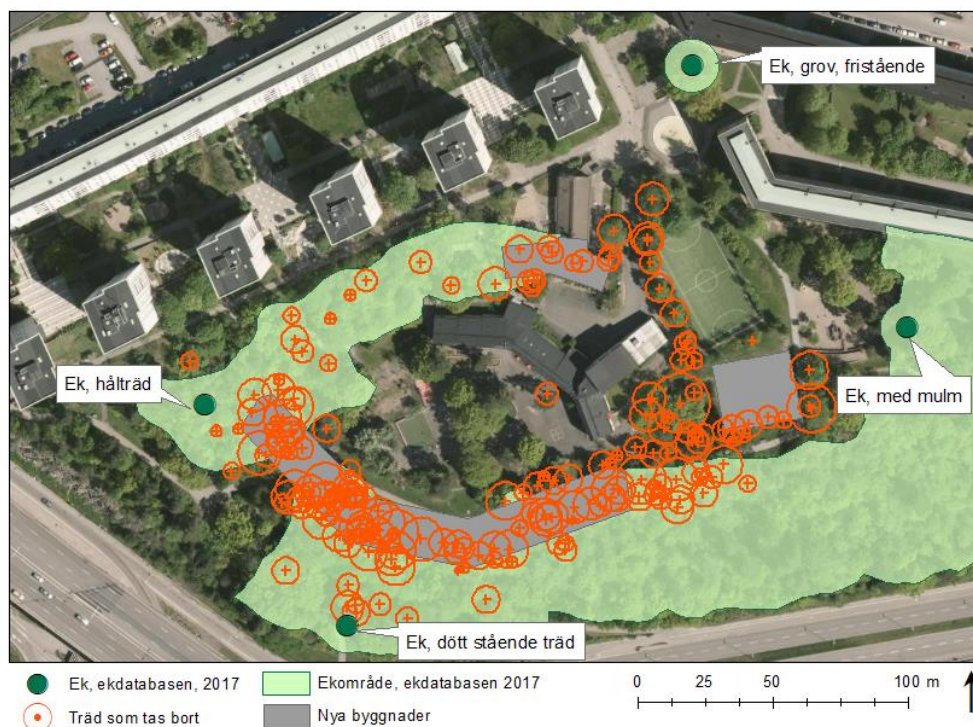 Ek, grov, fristående
Ek, hålträd
Ek, med mulm
Ek, dött stående träd
Ek, ekdatabasen, 2017
Ekområde, ekdatabasen 2017
0 25 50 100 m
Träd som tas bort
Nya byggnader